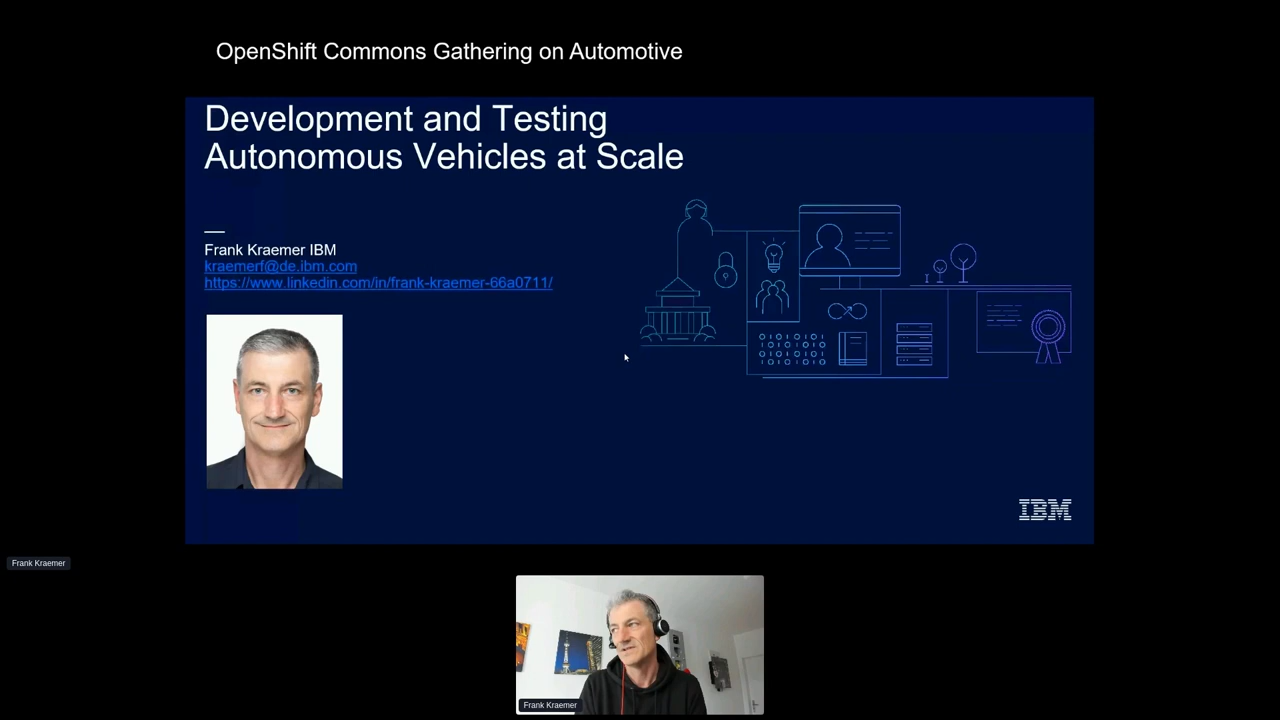 OpenShift Commons Gathering on Automotive
Development and Testing
Autonomous Vehicles at Scale
Frank Kraemer IBM
kraemerf@de.ibm.com
https://www.linkedin.com/in/frank-kraemer-66a0711/
IBM
Frank Kraemer
Frank Kraemer